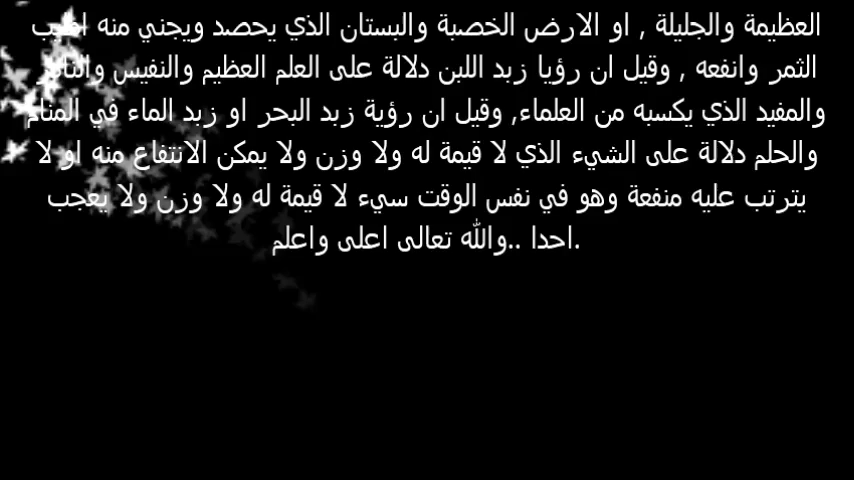 العظيمة والجليلة , او الارض الخصبة والبستان الذي يحصد ويجني منه اطيب
الثمر وانفعه , وقيل ان رؤيا زبد اللبن دلالة على العلم العظيم والنفيس والنادر
والمفيد الذي يكسبه من العلماء, وقيل ان رؤية زبد البحر او زبد الماء في المنام
والحلم دلالة على الشيء الذي لا قيمة له ولا وزن ولا يمكن الانتفاع منه او لا
يترتب عليه منفعة وهو في نفس الوقت سيء لا قيمة له ولا وزن ولا يعجب
احدا ..والله تعالى اعلى واعلم.